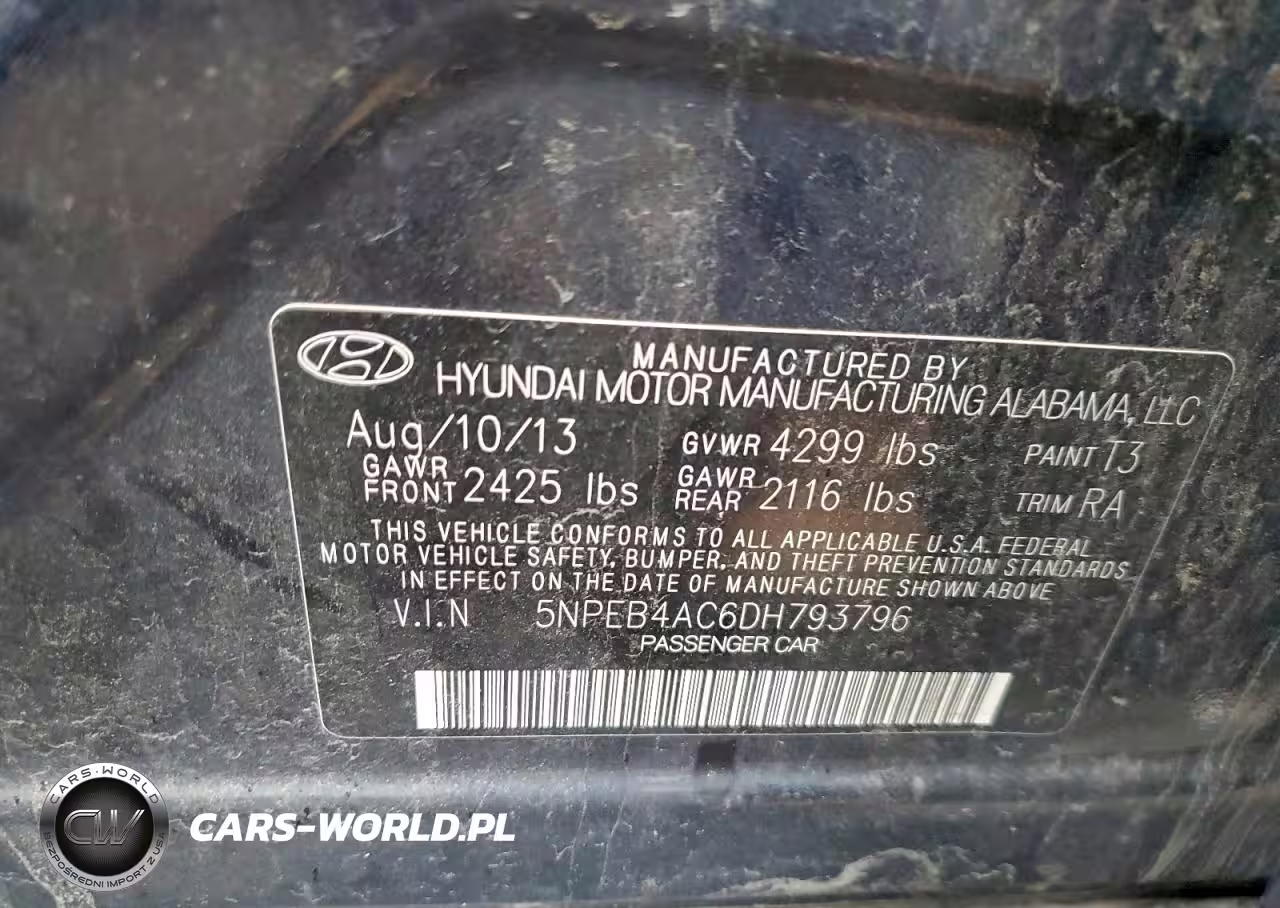 MANUFACTURED BY
HYUNDAI MOTOR MANUFACTURING ALABAMA, LLC
Aug/10/13 GVWR 4299 lbs PAINT T3
GAWR FRONT 2425 lbs GAWR REAR 2116 lbs TRIM RA
THIS VEHICLE CONFORMS TO ALL APPLICABLE U.S.A. FEDERAL
MOTOR VEHICLE SAFETY, BUMPER, AND THEFT PREVENTION STANDARDS
IN EFFECT ON THE DATE OF MANUFACTURE SHOWN ABOVE
V.I.N 5NPEB4AC6DH793796
PASSENGER CAR
CARS-WORLD
CW
BEZPOŚREDNI IMPORT Z USA
CARS-WORLD.PL